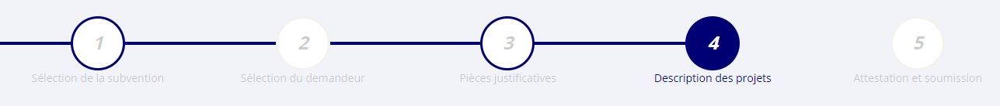 1 2 3 4 5
Sélection de la subvention Sélection du demandeur Pièces justificatives Description des projets Attestation et soumission